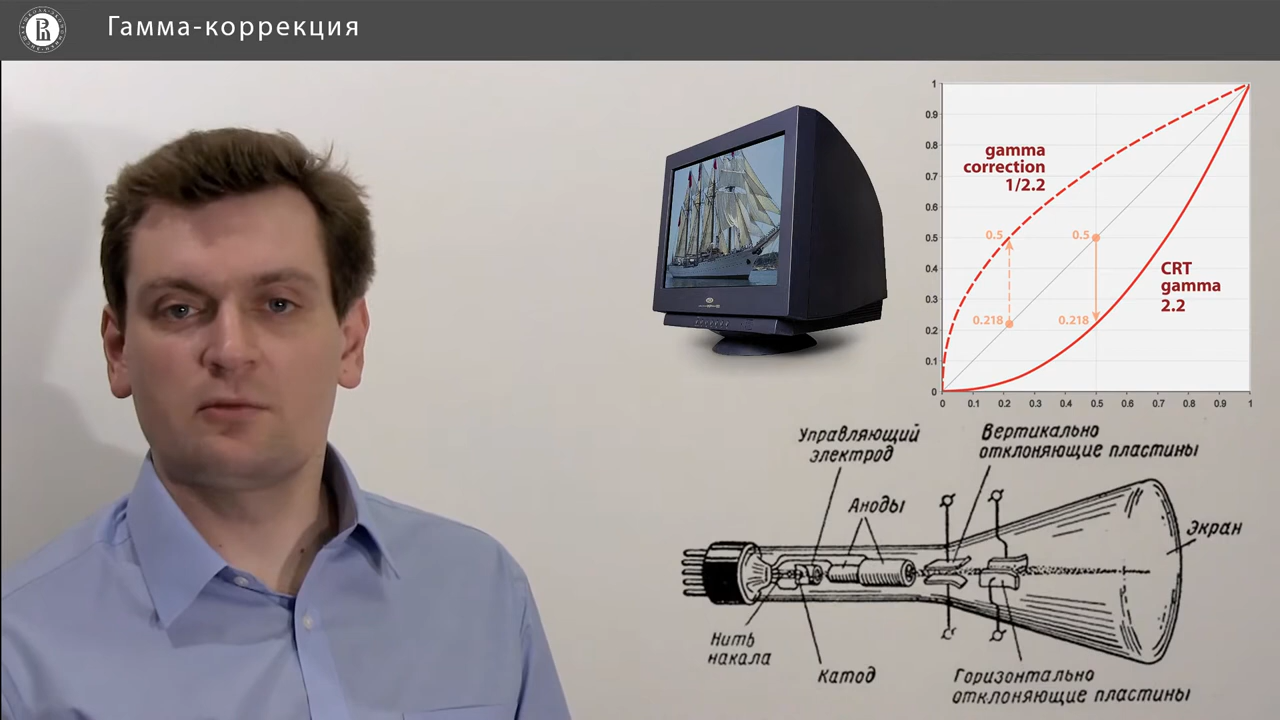 Гамма-коррекция
1
0.9
0.8
0.7
0.6
0.5
0.4
0.3
0.2
0.1
0
gamma
correction
1/2.2
0.5
0.5
0.218
0.218
CRT
gamma
2.2
0 0.1 0.2 0.3 0.4 0.5 0.6 0.7 0.8 0.9 1
Управляющий
электрод
Вертикально
отклоняющие пластины
Аноды
Экран
Нить
накала
Катод
Горизонтально
отклоняющие пластины